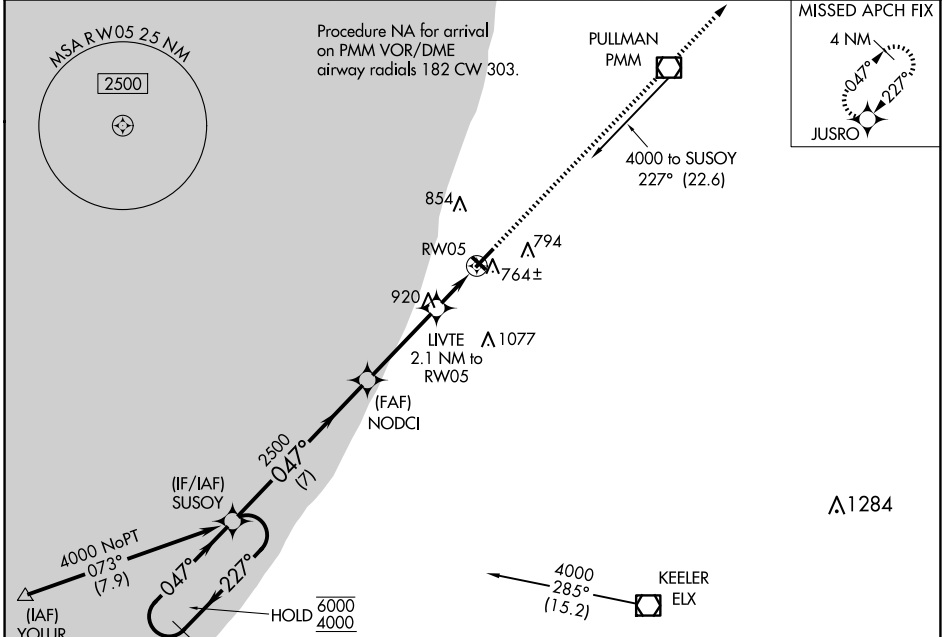 MSA RW05 25 NM
2500
Procedure NA for arrival
on PMM VOR/DME
airway radials 182 CW 303.
PULLMAN
PMM
MISSED APCH FIX
4 NM
047°
227°
JUSRO
4000 to SUSOY
227° (22.6)
854
RW05
794
764±
920
LIVTE
2.1 NM to
RW05
1077
(FAF)
NODCI
2500
047°
(7)
(IF/IAF)
SUSOY
1284
4000 NoPT
073°
(7.9)
047°
227°
(IAF)
HOLD
6000
4000
4000
285°
(15.2)
KEELER
ELX